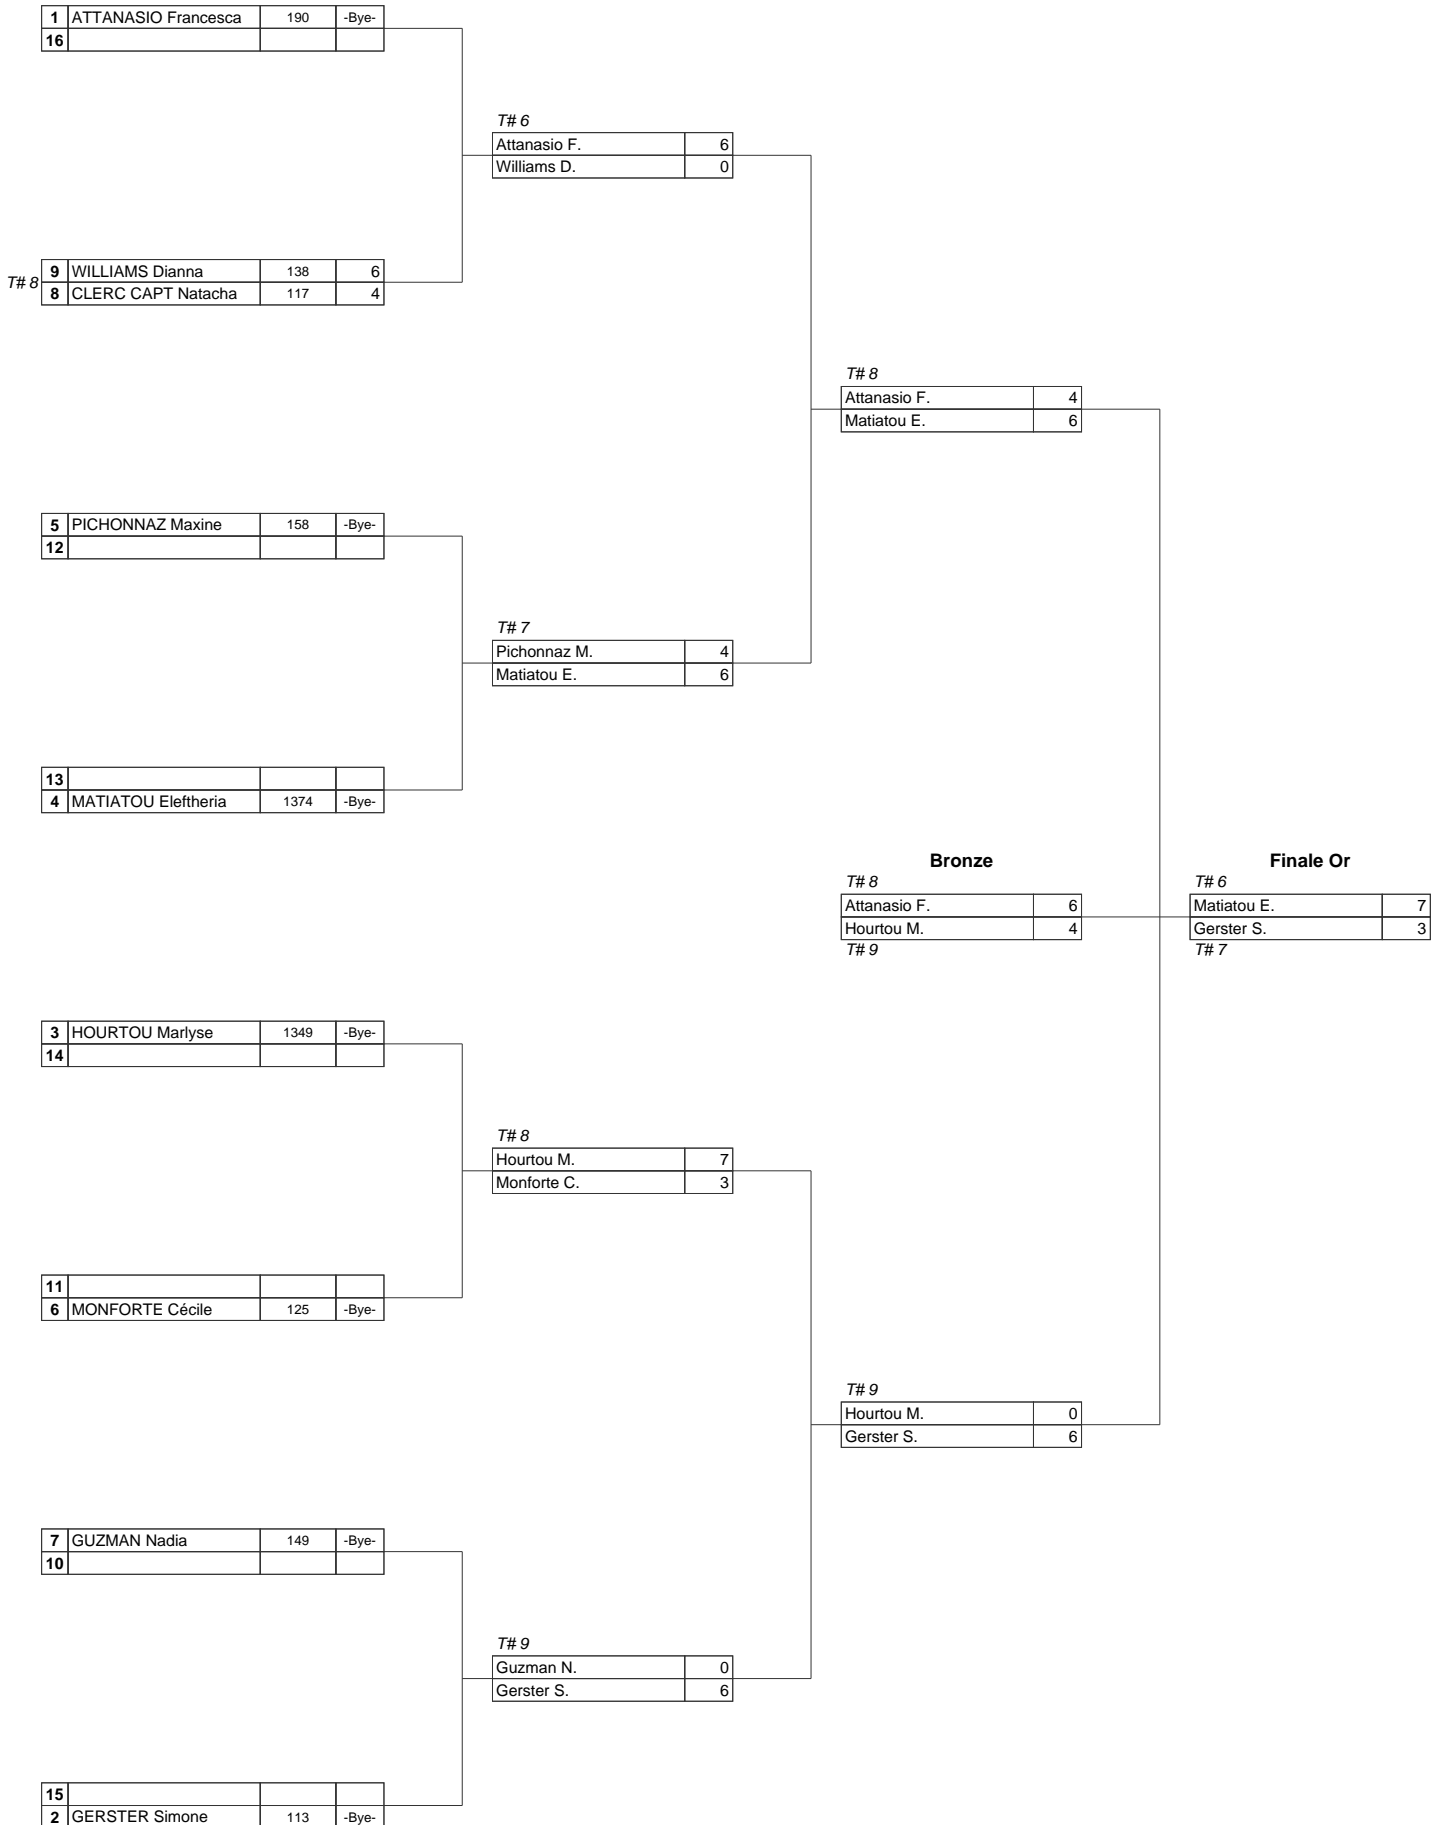 1 ATTANASIO Francesca 190 -Bye-
16
T# 6
Attanasio F. 6
Williams D. 0
T# 8
9 WILLIAMS Dianna 138 6
8 CLERC CAPT Natacha 117 4
T# 8
Attanasio F. 4
Matiatou E. 6
5 PICHONNAZ Maxine 158 -Bye-
12
T# 7
Pichonnaz M. 4
Matiatou E. 6
13
4 MATIATOU Eleftheria 1374 -Bye-
Bronze
T# 8
Attanasio F. 6
Hourtou M. 4
T# 9
Finale Or
T# 6
Matiatou E. 7
Gerster S. 3
T# 7
3 HOURTOU Marlyse 1349 -Bye-
14
T# 8
Hourtou M. 7
Monforte C. 3
11
6 MONFORTE Cécile 125 -Bye-
T# 9
Hourtou M. 0
Gerster S. 6
7 GUZMAN Nadia 149 -Bye-
10
T# 9
Guzman N. 0
Gerster S. 6
15
2 GERSTER Simone 113 -Bye-